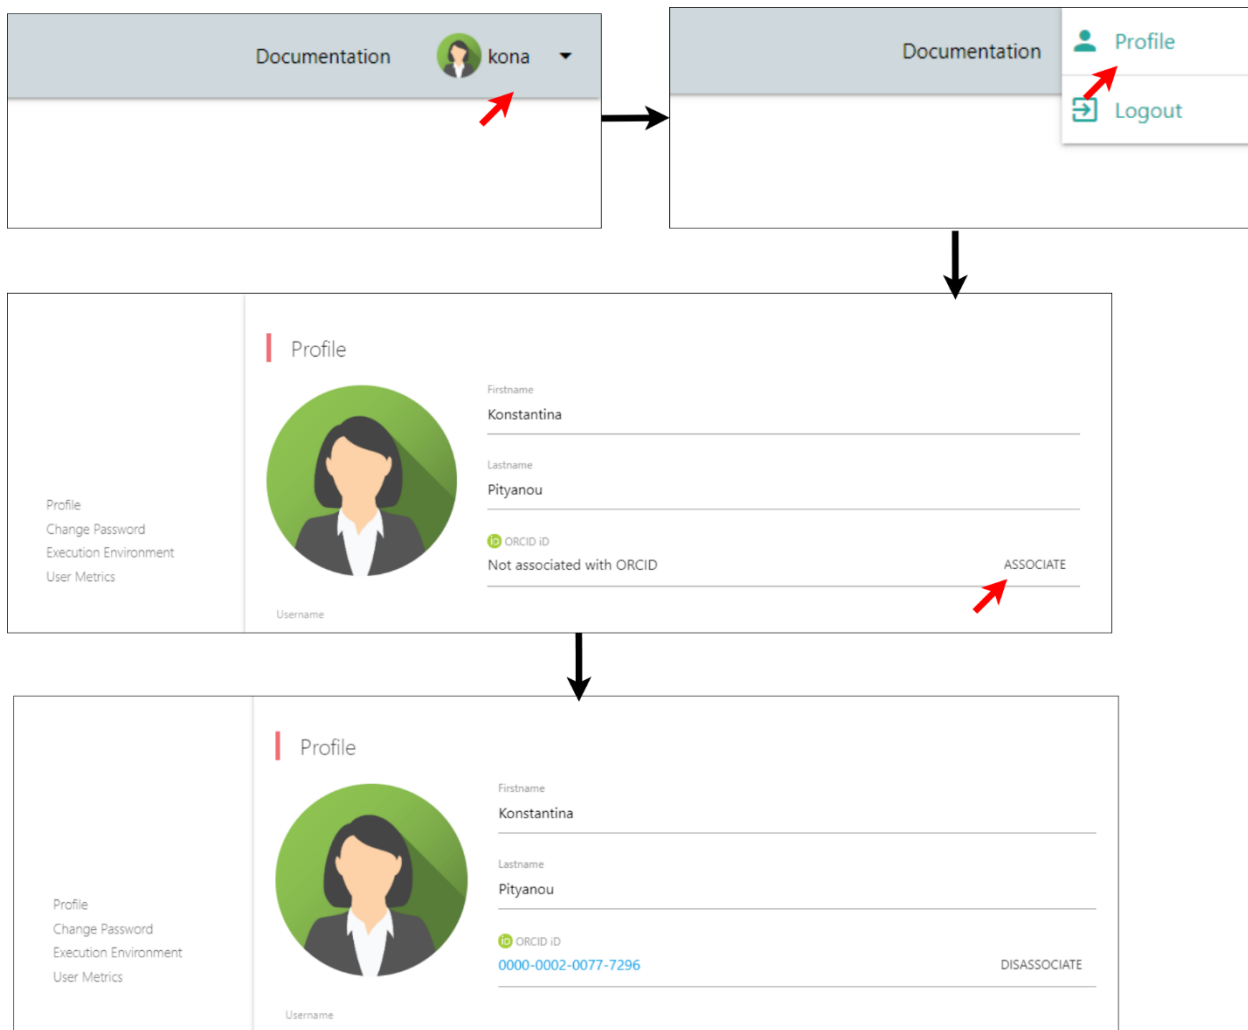 Documentation
kona
Documentation
Profile
Logout
Profile
Firstname
Konstantina
Lastname
Pityanou
iD ORCID iD
Not associated with ORCID
ASSOCIATE
Username
Profile
Change Password
Execution Environment
User Metrics
Profile
Firstname
Konstantina
Lastname
Pityanou
iD ORCID iD
0000-0002-0077-7296
DISASSOCIATE
Username
Profile
Change Password
Execution Environment
User Metrics